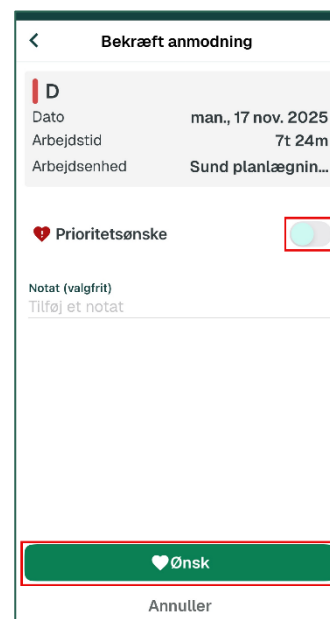 Bekræft anmodning
D
Dato man., 17 nov. 2025
Arbejdstid 7t 24m
Arbejdsenhed Sund planlægnin...
Prioritetsønske
Notat (valgfrit)
Tilføj et notat
Ønsk
Annuller